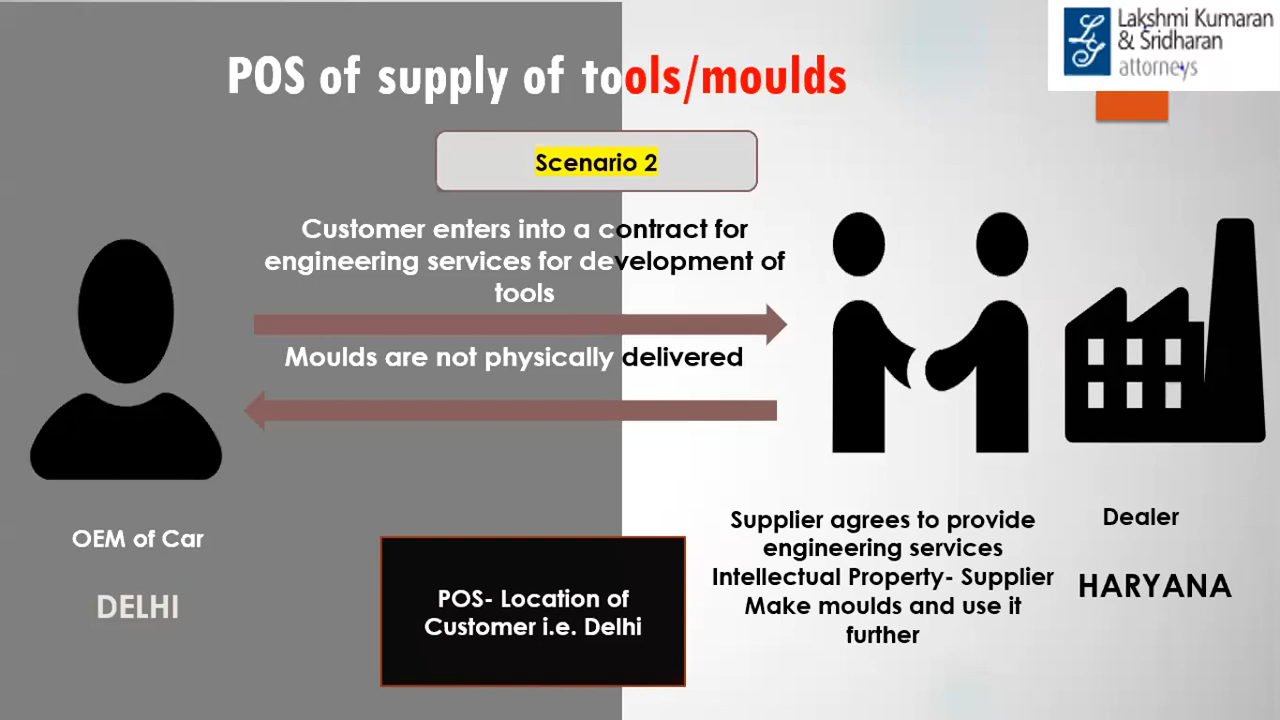 Lakshmi Kumaran
& Sridharan
attorneys
POS of supply of tools/moulds
Scenario 2
Customer enters into a contract for
engineering services for development of
tools
Moulds are not physically delivered
OEM of Car
DELHI
POS- Location of
Customer i.e. Delhi
Supplier agrees to provide
engineering services
Intellectual Property- Supplier
Make moulds and use it
further
Dealer
HARYANA